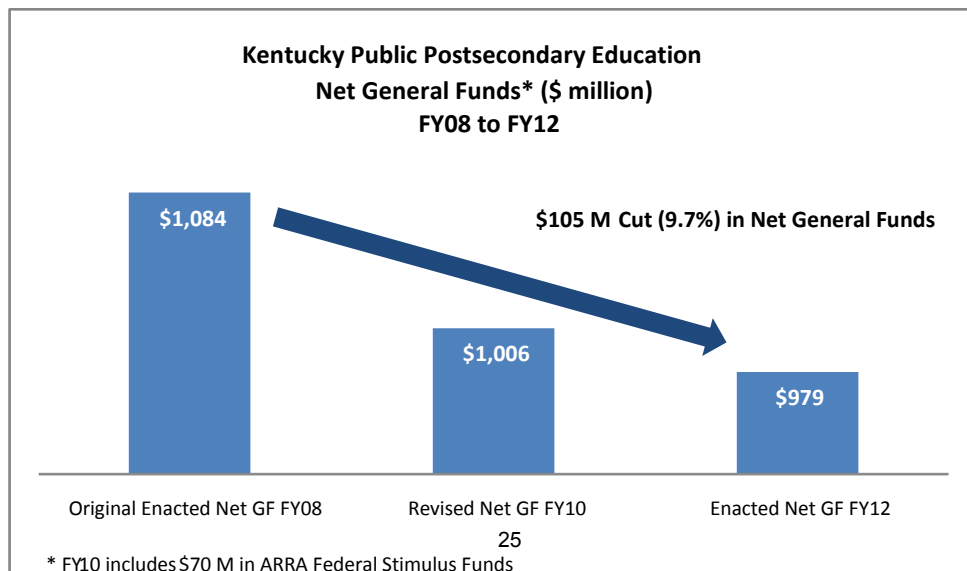 Kentucky Public Postsecondary Education
Net General Funds* ($ million)
FY08 to FY12
$1,084
$105 M Cut (9.7%) in Net General Funds
$1,006
$979
Original Enacted Net GF FY08
Revised Net GF FY10
Enacted Net GF FY12
25
* FY10 includes $70 M in ARRA Federal Stimulus Funds